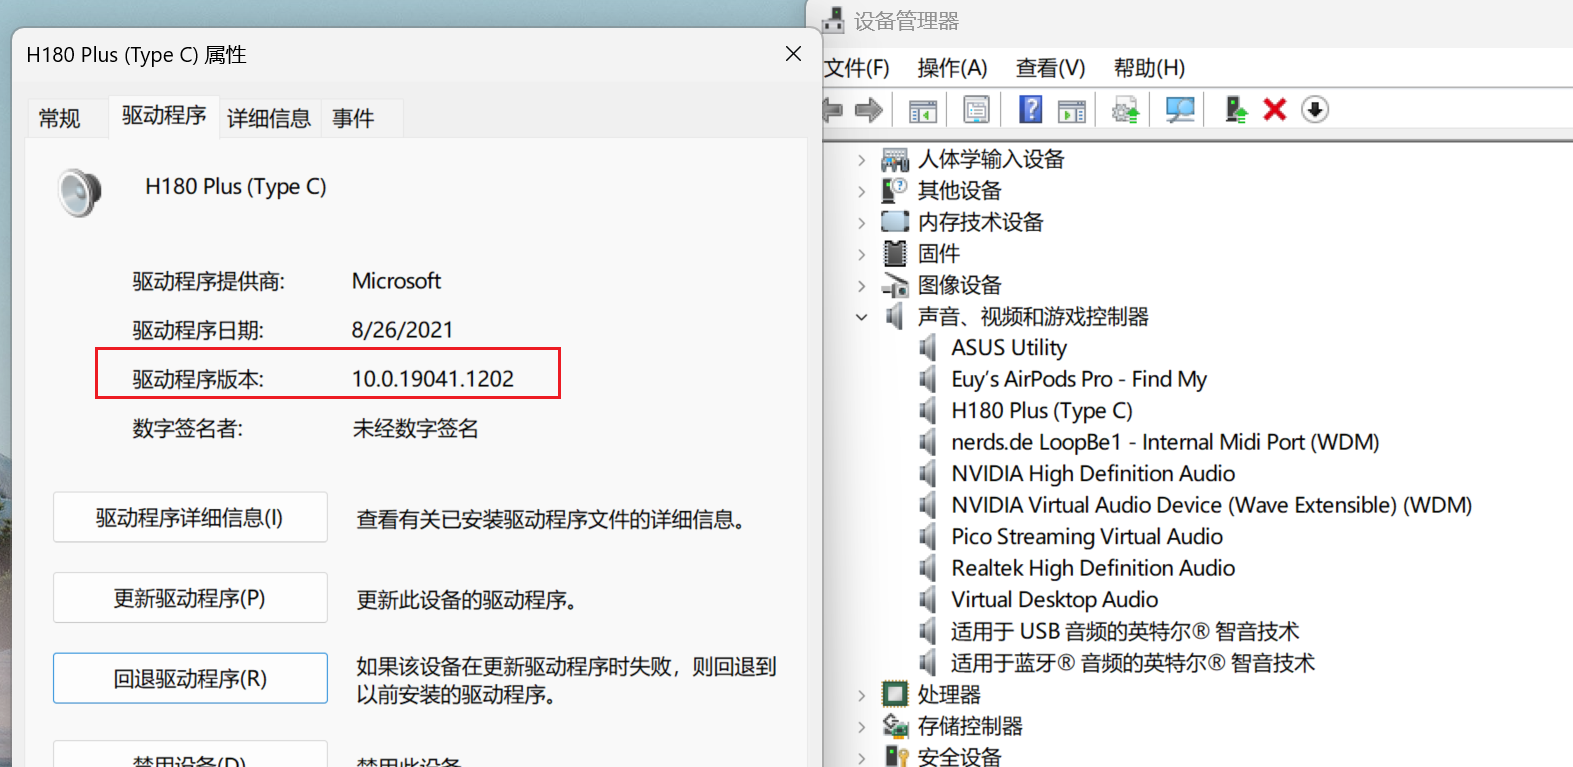 H180 Plus (Type C) 属性
常规 驱动程序 详细信息 事件
H180 Plus (Type C)
驱动程序提供商: Microsoft
驱动程序日期: 8/26/2021
驱动程序版本: 10.0.19041.1202
数字签名者: 未经数字签名
驱动程序详细信息(I) 查看有关已安装驱动程序文件的详细信息。
更新驱动程序(P) 更新此设备的驱动程序。
回退驱动程序(R) 如果该设备在更新驱动程序时失败，则回退到
以前安装的驱动程序。
禁用设备(D) 禁用此设备
设备管理器
文件(F) 操作(A) 查看(V) 帮助(H)
人体学输入设备
其他设备
内存技术设备
固件
图像设备
声音、视频和游戏控制器
ASUS Utility
Euy’s AirPods Pro - Find My
H180 Plus (Type C)
nerds.de LoopBe1 - Internal Midi Port (WDM)
NVIDIA High Definition Audio
NVIDIA Virtual Audio Device (Wave Extensible) (WDM)
Pico Streaming Virtual Audio
Realtek High Definition Audio
Virtual Desktop Audio
适用于 USB 音频的英特尔® 智音技术
适用于蓝牙® 音频的英特尔® 智音技术
处理器
存储控制器
安全设备